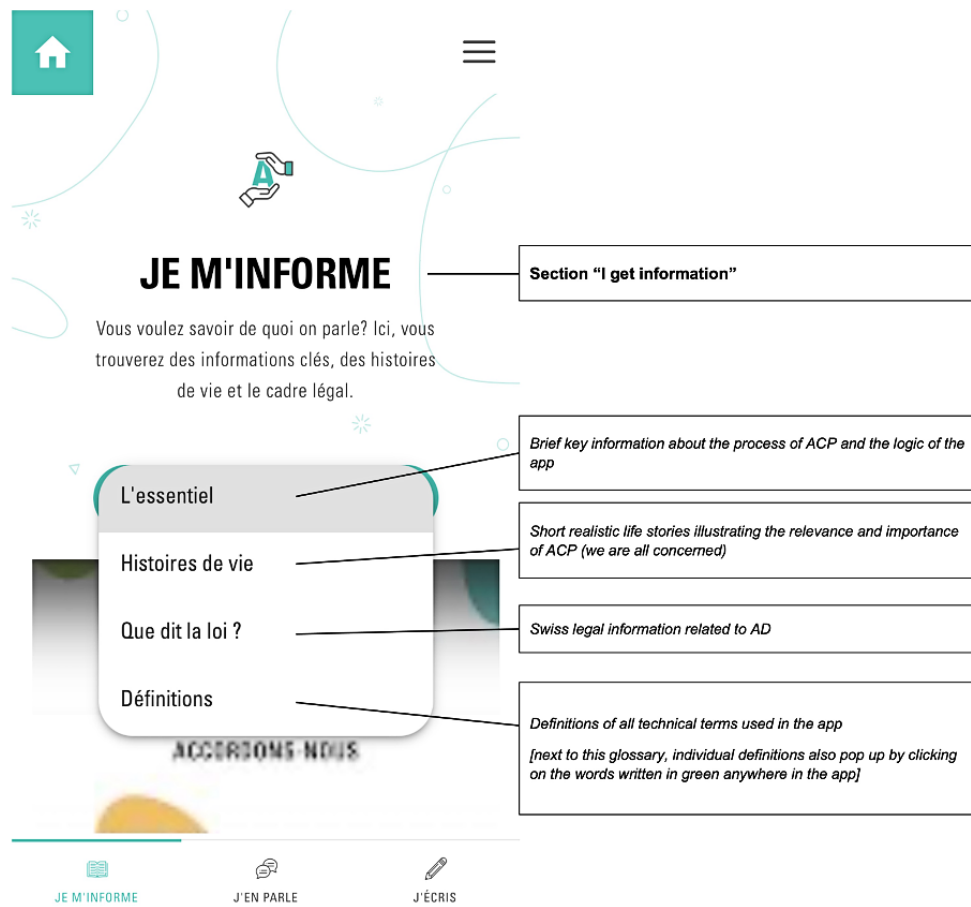 A
JE M'INFORME
Section “I get information”
Vous voulez savoir de quoi on parle? Ici, vous
trouverez des informations clés, des histoires
de vie et le cadre légal.
L'essentiel
Brief key information about the process of ACP and the logic of the
app
Histoires de vie
Short realistic life stories illustrating the relevance and importance
of ACP (we are all concerned)
Que dit la loi ?
Swiss legal information related to AD
Définitions
Definitions of all technical terms used in the app
[next to this glossary, individual definitions also pop up by clicking
on the words written in green anywhere in the app]
ACCORDONS-NOUS
JE M'INFORME
J'EN PARLE
J'ÉCRIS